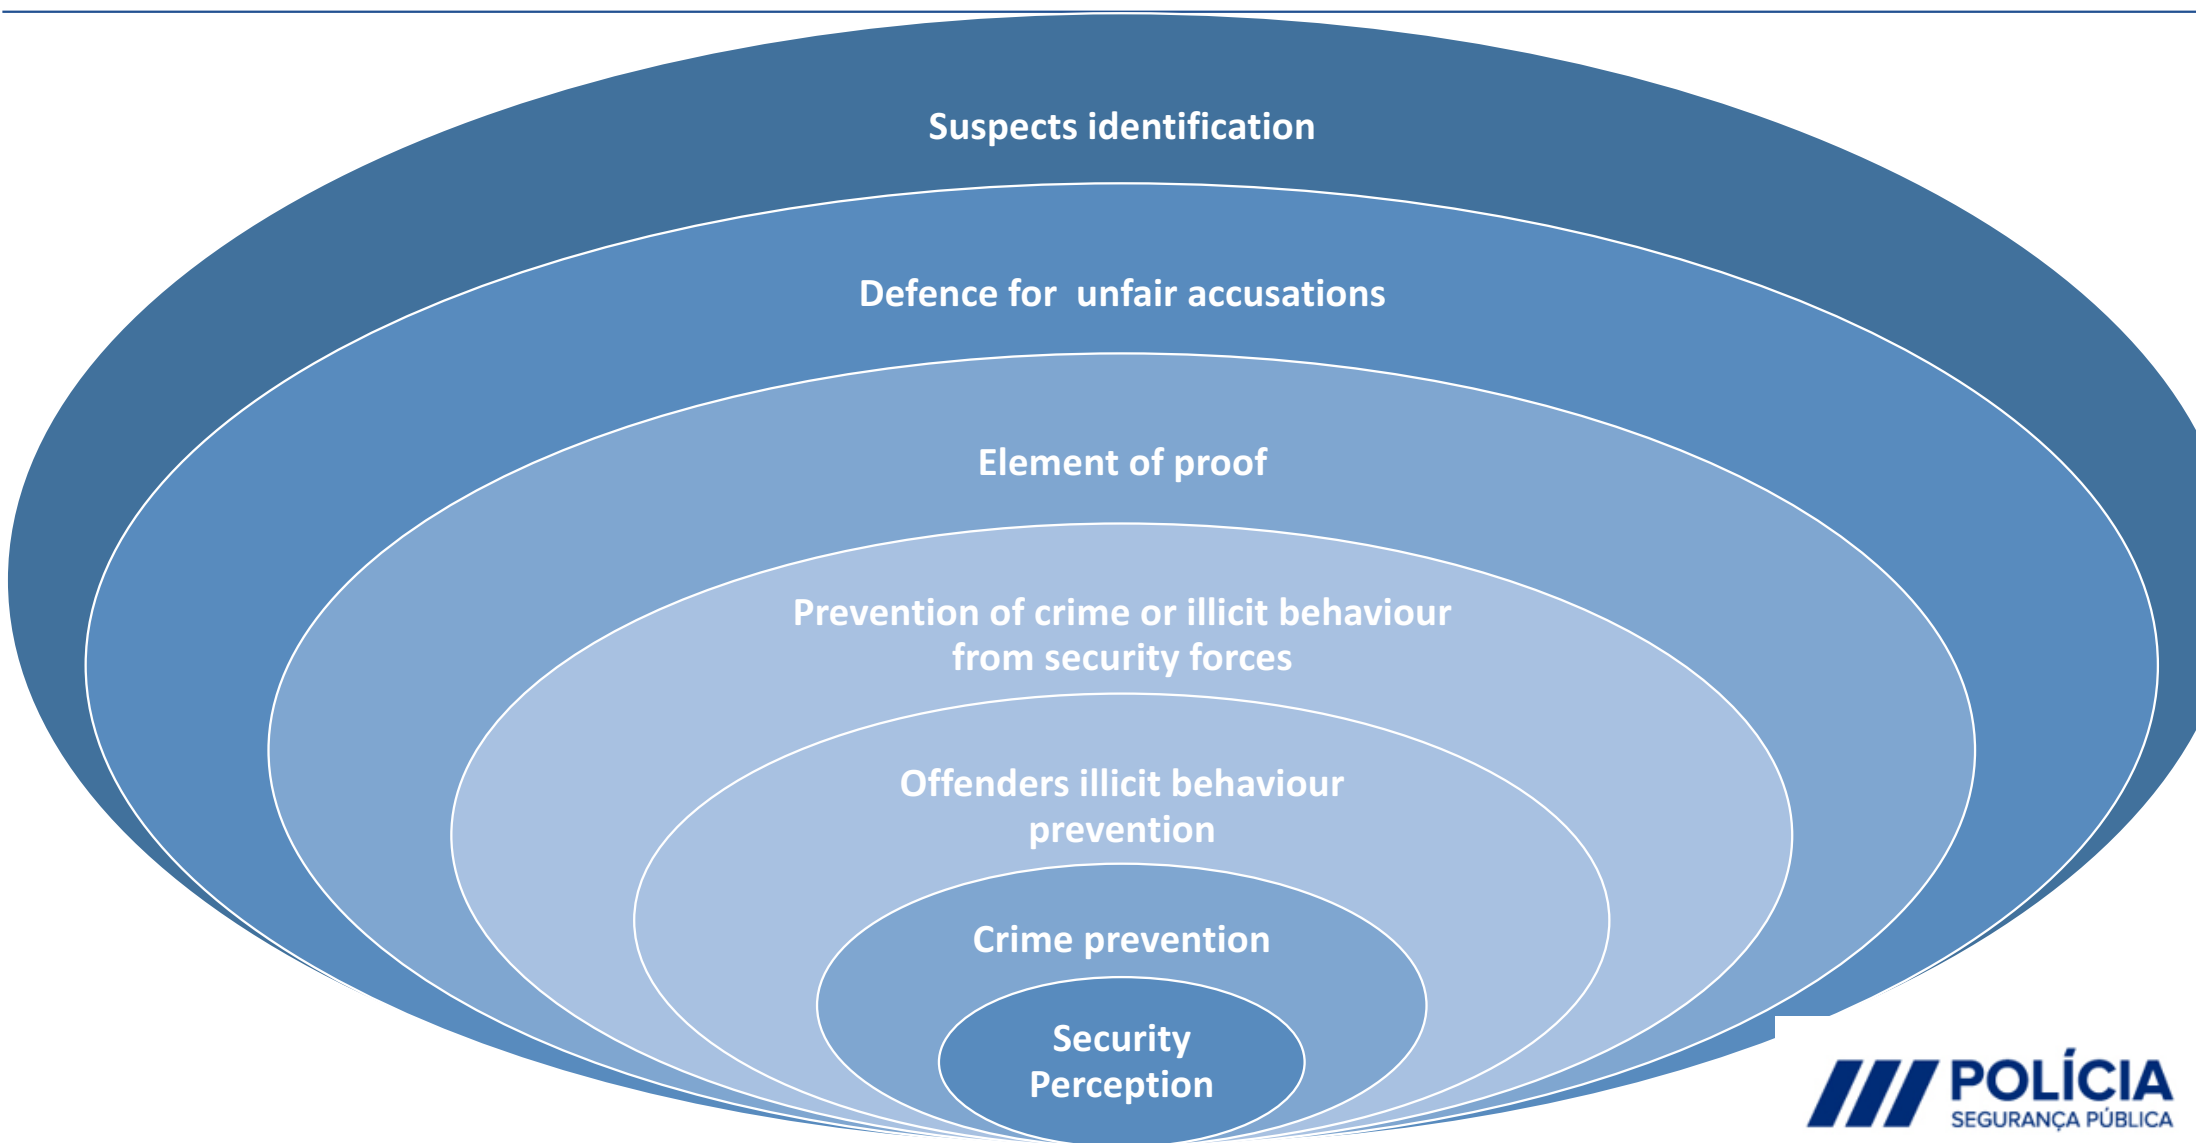 Suspects identification
Defence for  unfair accusations
Element of proof
Prevention of crime or illicit behaviour
from security forces
Offenders illicit behaviour
prevention
Crime prevention
Security
Perception
POLÍCIA
SEGURANÇA PÚBLICA